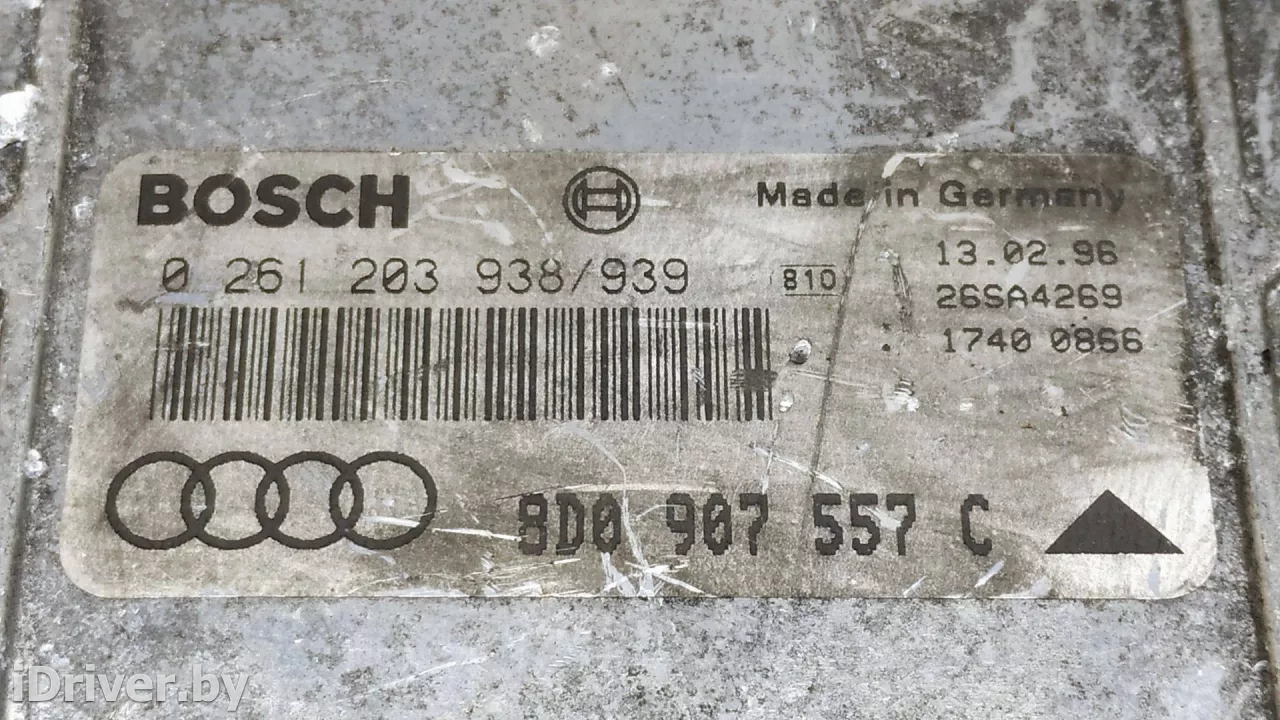 BOSCH
Made in Germany
0 261 203 938/939
810
13.02.96
26SA4269
1740 0866
8D0 907 557 C
iDriver.by